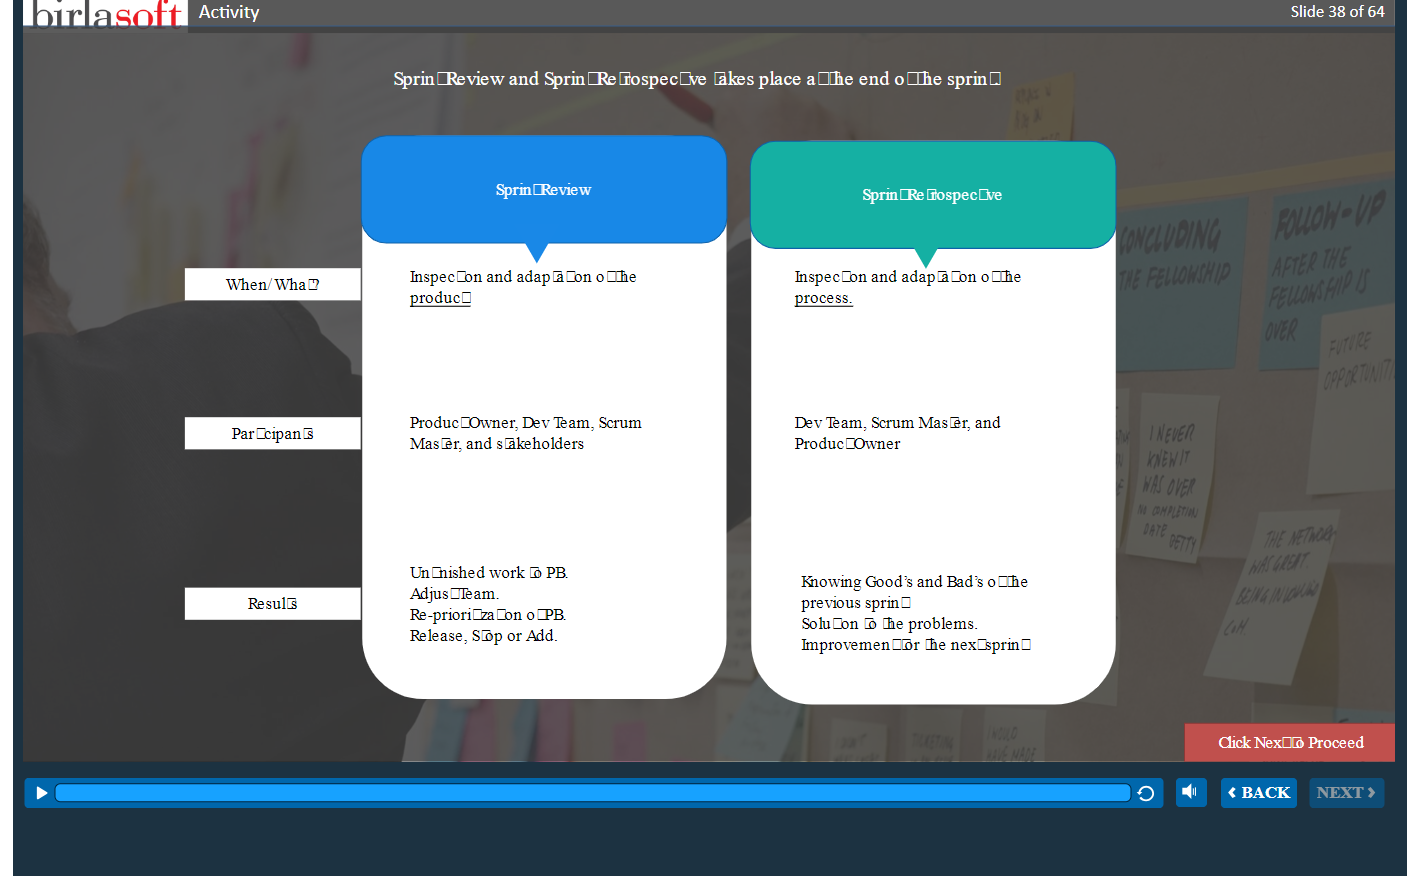 birlasoft
Activity
Slide 38 of 64
Sprin□Review and Sprin□Re□rospec□ve □akes place a□□he end o□□he sprin□.
Sprin□Review
Sprin□Re□rospec□ve
When/Wha□?
Inspec□on and adap□a□on o□□he
produc□
Inspec□on and adap□a□on o□□he
process.
Par□cipan□s
Produc□Owner, Dev Team, Scrum
Mas□er, and s□akeholders
Dev Team, Scrum Mas□er, and
Produc□Owner
Resul□s
Un□nished work □o PB.
Adjus□Team.
Re-priori□za□on o□PB.
Release, S□op or Add.
Knowing Good’s and Bad’s o□□he
previous sprin□
Solu□on □o □he problems.
Improvemen□□or □he nex□sprin□
CONCLUDING
THE FELLOWSHIP
FOLLOW-UP
AFTER THE
FELLOWSHIP IS
OVER
FUTURE
OPPORTUNITI
I NEVER
KNEW IT
WAS OVER
NO COMPLETION
DATE
GETTY
THE NETWORK
WAS GREAT.
Click Nex□□o Proceed
BACK
NEXT